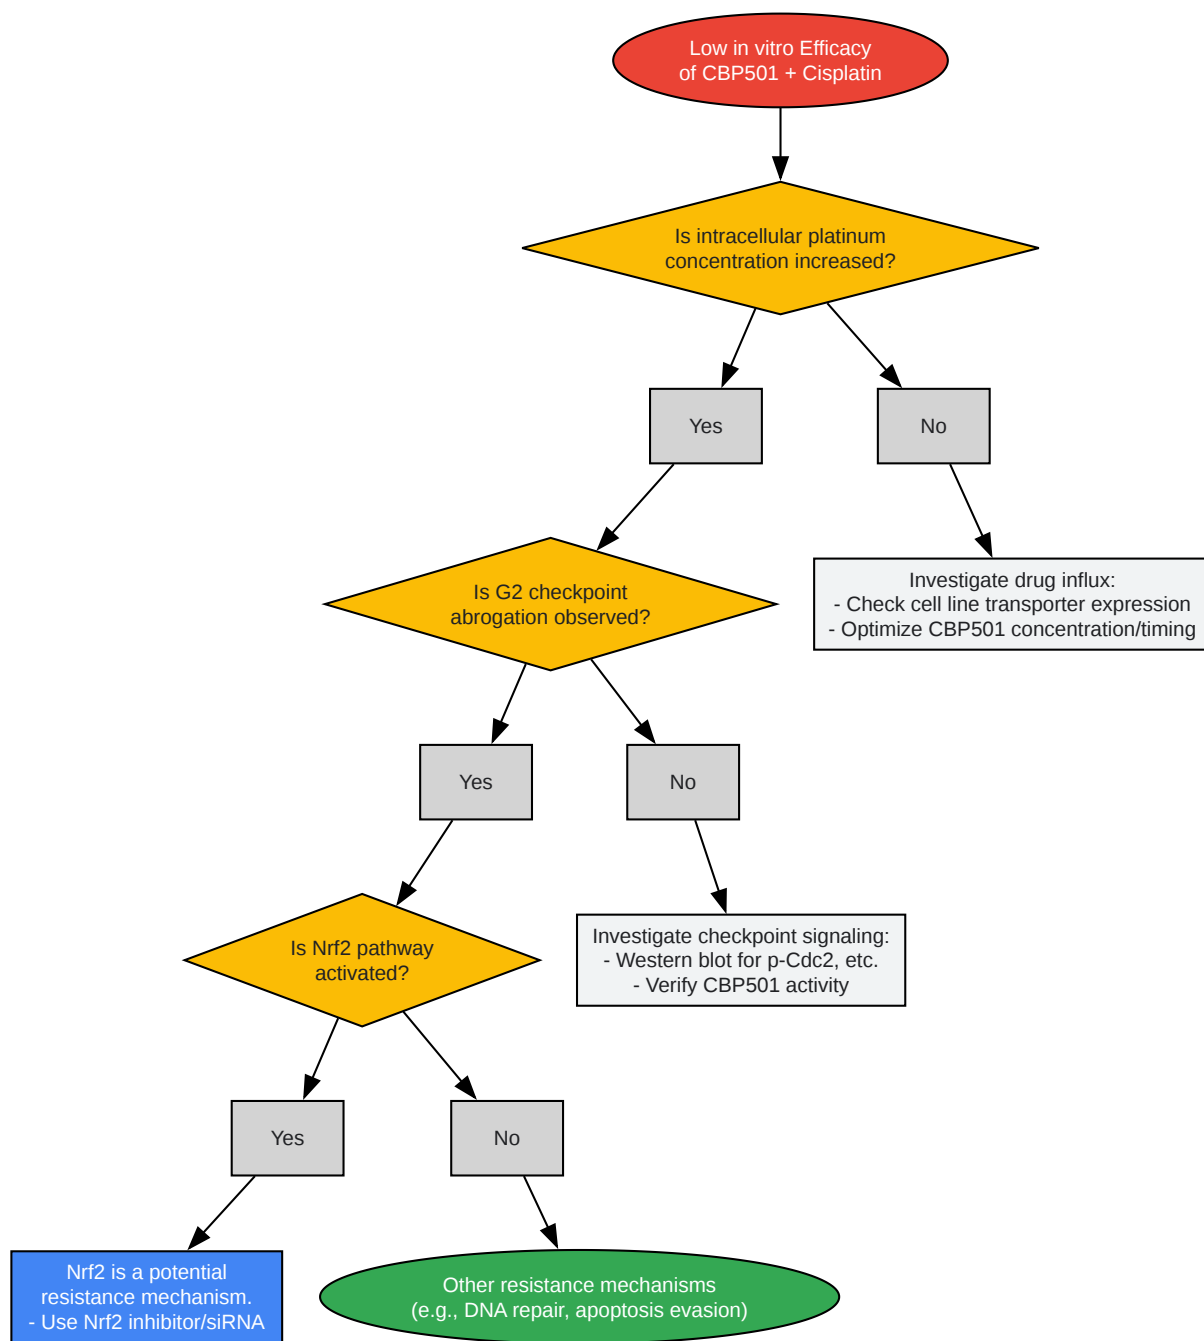 Low in vitro Efficacy
of CBP501 + Cisplatin
Is intracellular platinum
concentration increased?
Yes
No
Is G2 checkpoint
abrogation observed?
Investigate drug influx:
- Check cell line transporter expression
- Optimize CBP501 concentration/timing
Yes
No
Is Nrf2 pathway
activated?
Investigate checkpoint signaling:
- Western blot for p-Cdc2, etc.
- Verify CBP501 activity
Yes
No
Nrf2 is a potential
resistance mechanism.
- Use Nrf2 inhibitor/siRNA
Other resistance mechanisms
(e.g., DNA repair, apoptosis evasion)